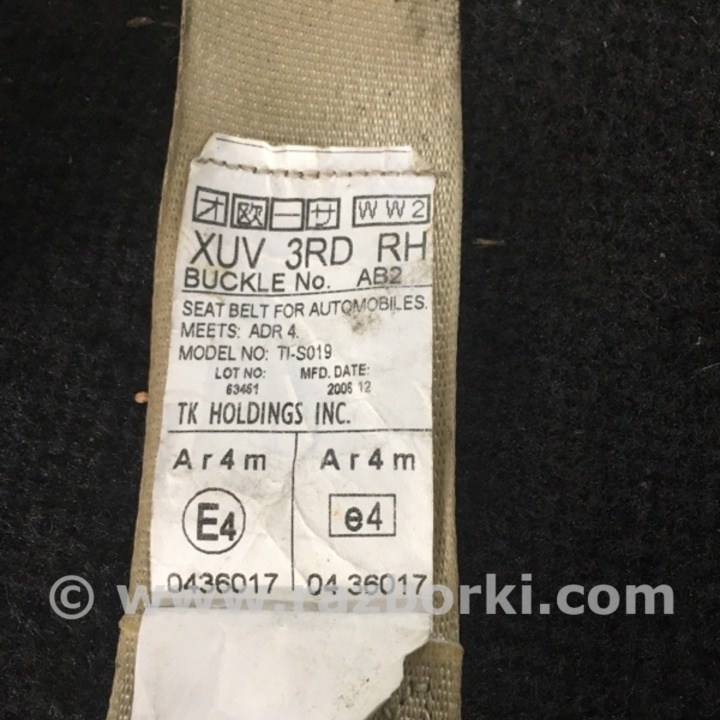 オ 欧 一 サ WW2
XUV 3RD RH
BUCKLE No. AB2
SEAT BELT FOR AUTOMOBILES.
MEETS: ADR 4.
MODEL NO: TI-S019
LOT NO: MFD. DATE:
63461 2006 12
TK HOLDINGS INC.
Ar4m Ar4m
E4 e4
0436017 04 36017
© www.razborki.com